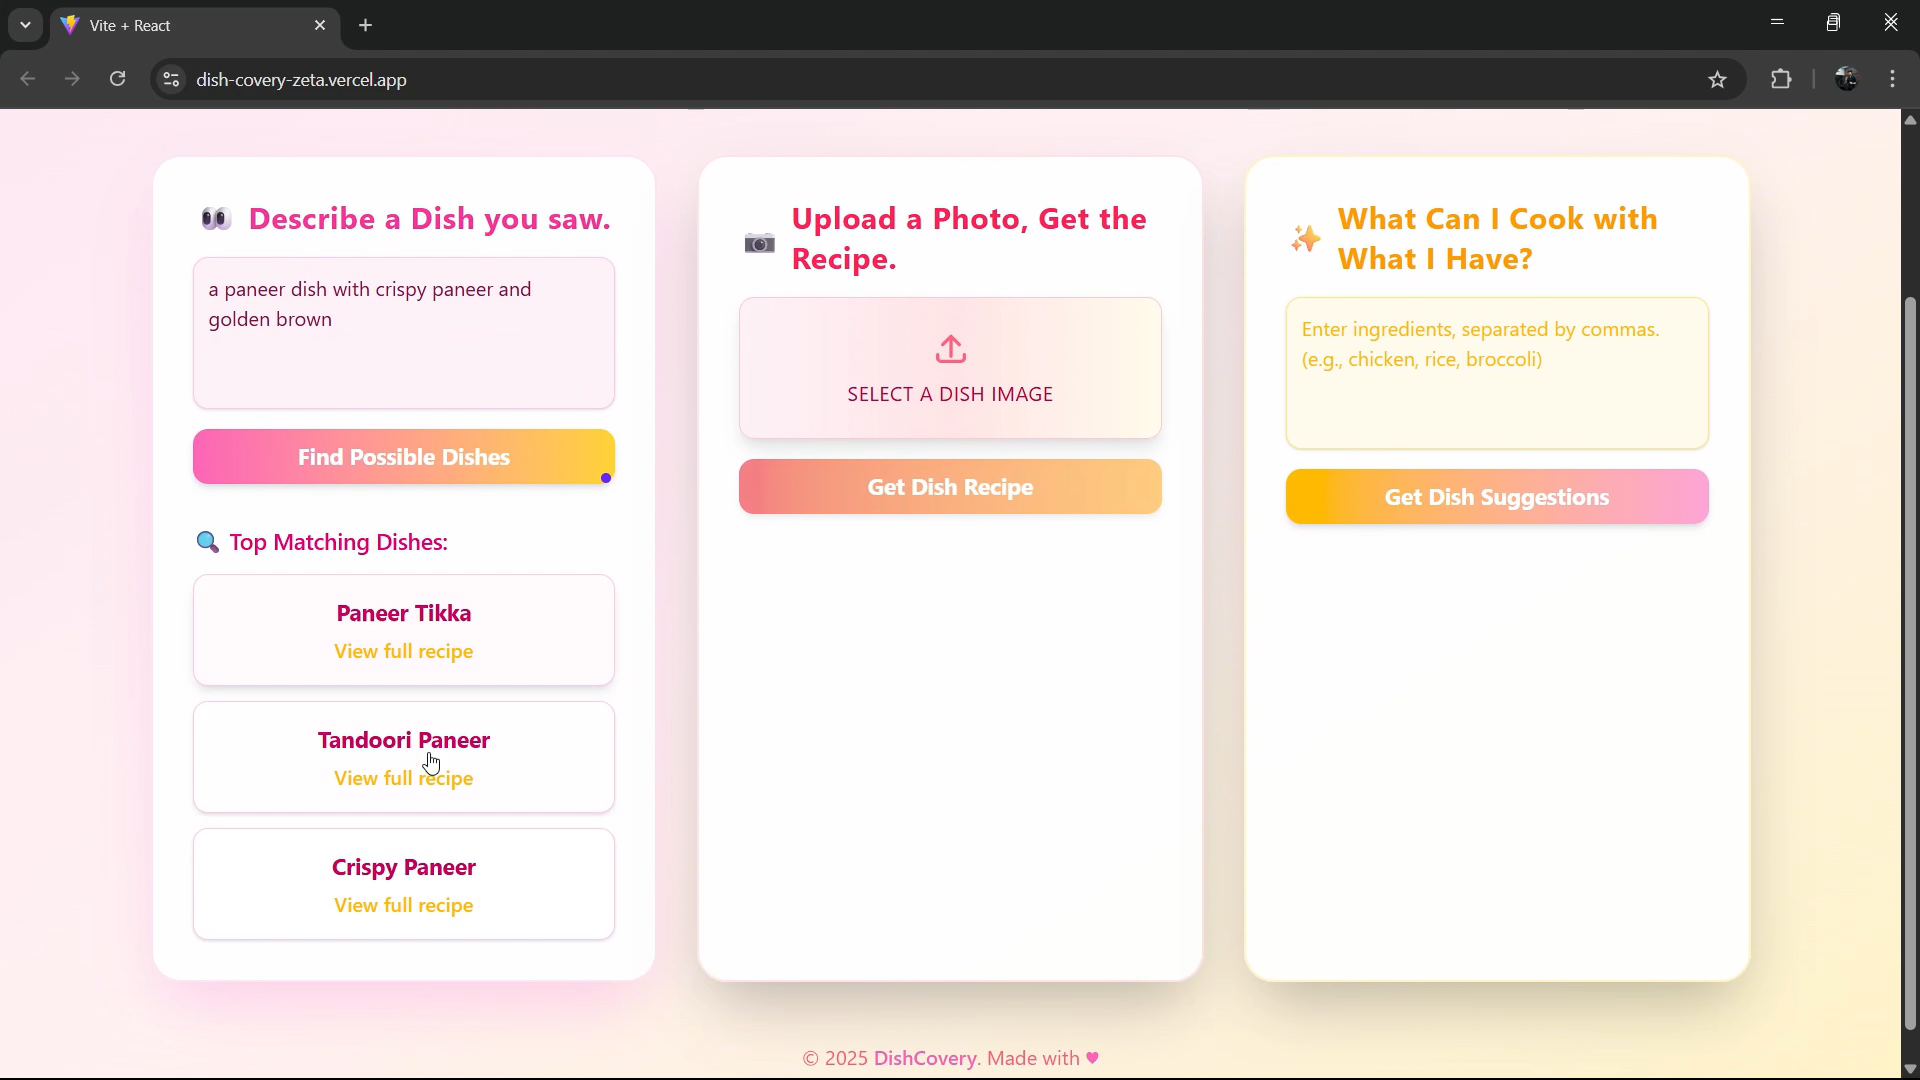 Vite + React
dish-covery-zeta.vercel.app
Describe a Dish you saw.
a paneer dish with crispy paneer and
golden brown
Find Possible Dishes
Top Matching Dishes:
Paneer Tikka
View full recipe
Tandoori Paneer
View full recipe
Crispy Paneer
View full recipe
Upload a Photo, Get the
Recipe.
SELECT A DISH IMAGE
Get Dish Recipe
What Can I Cook with
What I Have?
Enter ingredients, separated by commas.
(e.g., chicken, rice, broccoli)
Get Dish Suggestions
© 2025 DishCovery. Made with ♥